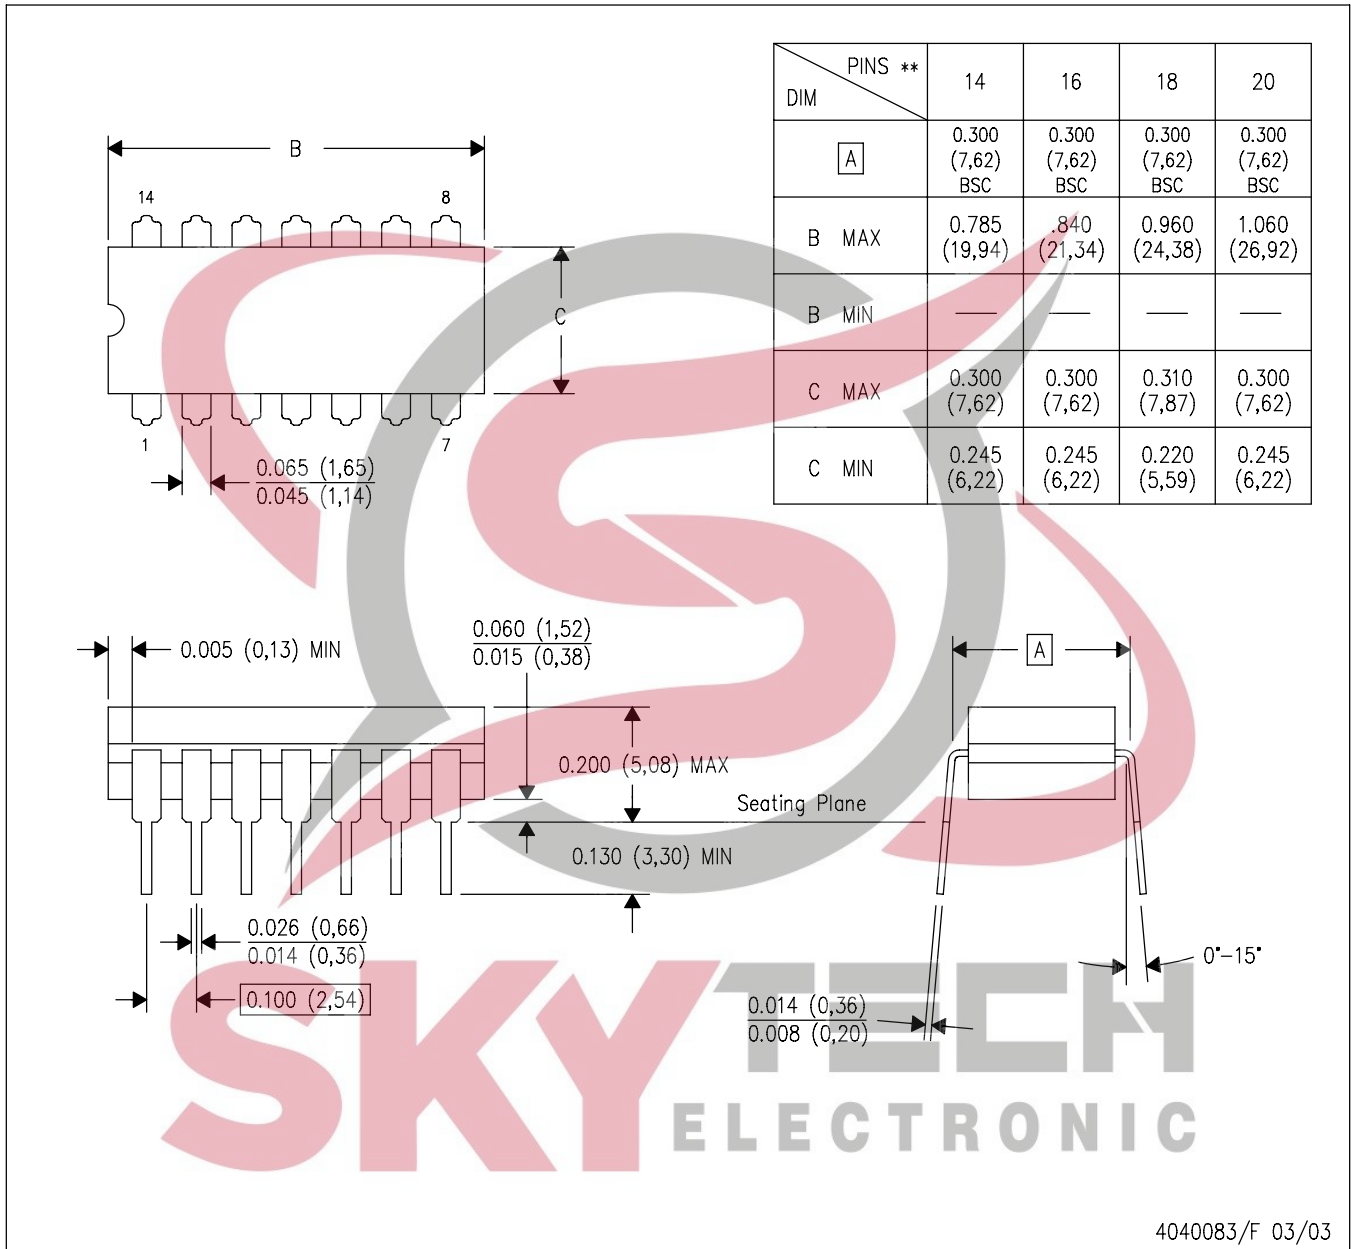 PINS **
DIM
14
16
18
20
A
0.300
(7,62)
BSC
0.300
(7,62)
BSC
0.300
(7,62)
BSC
0.300
(7,62)
BSC
B MAX
0.785
(19,94)
.840
(21,34)
0.960
(24,38)
1.060
(26,92)
B MIN
—
—
—
—
C MAX
0.300
(7,62)
0.300
(7,62)
0.310
(7,87)
0.300
(7,62)
C MIN
0.245
(6,22)
0.245
(6,22)
0.220
(5,59)
0.245
(6,22)
B
14
8
C
1
7
0.065 (1,65)
0.045 (1,14)
0.005 (0,13) MIN
0.060 (1,52)
0.015 (0,38)
A
0.200 (5,08) MAX
Seating Plane
0.130 (3,30) MIN
0.026 (0,66)
0.014 (0,36)
0.100 (2,54)
0°–15°
0.014 (0,36)
0.008 (0,20)
SKYTECH
ELECTRONIC
4040083/F 03/03